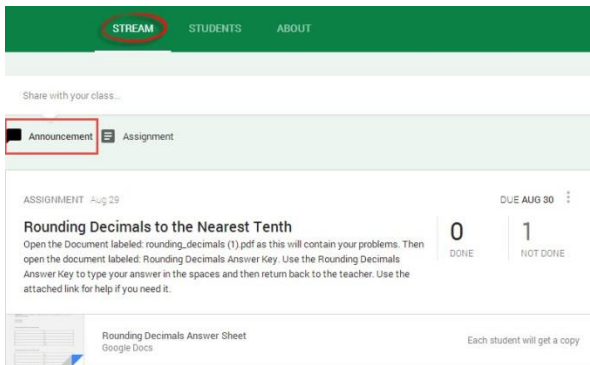 STREAM STUDENTS ABOUT
Share with your class...
Announcement Assignment
ASSIGNMENT Aug 29 DUE AUG 30
Rounding Decimals to the Nearest Tenth
Open the Document labeled: rounding_decimals (1).pdf as this will contain your problems. Then
open the document labeled: Rounding Decimals Answer Key. Use the Rounding Decimals
Answer Key to type your answer in the spaces and then return back to the teacher. Use the
attached link for help if you need it.
0 1
DONE NOT DONE
Rounding Decimals Answer Sheet
Google Docs
Each student will get a copy